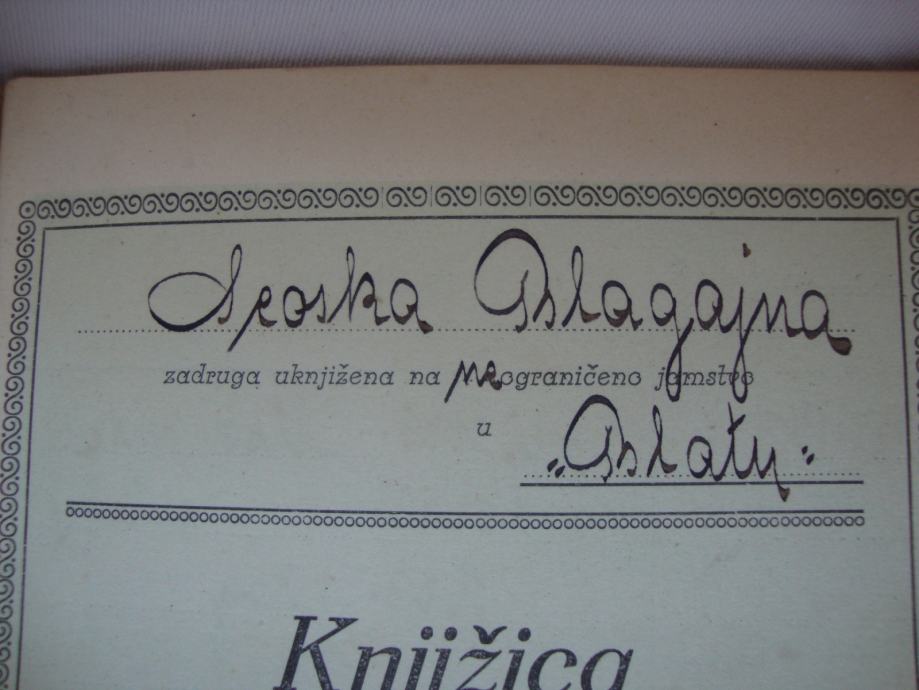 Seoska Blagajna
zadruga uknjižena na neograničeno jamstvo
u
„Blatu"
Knjižica